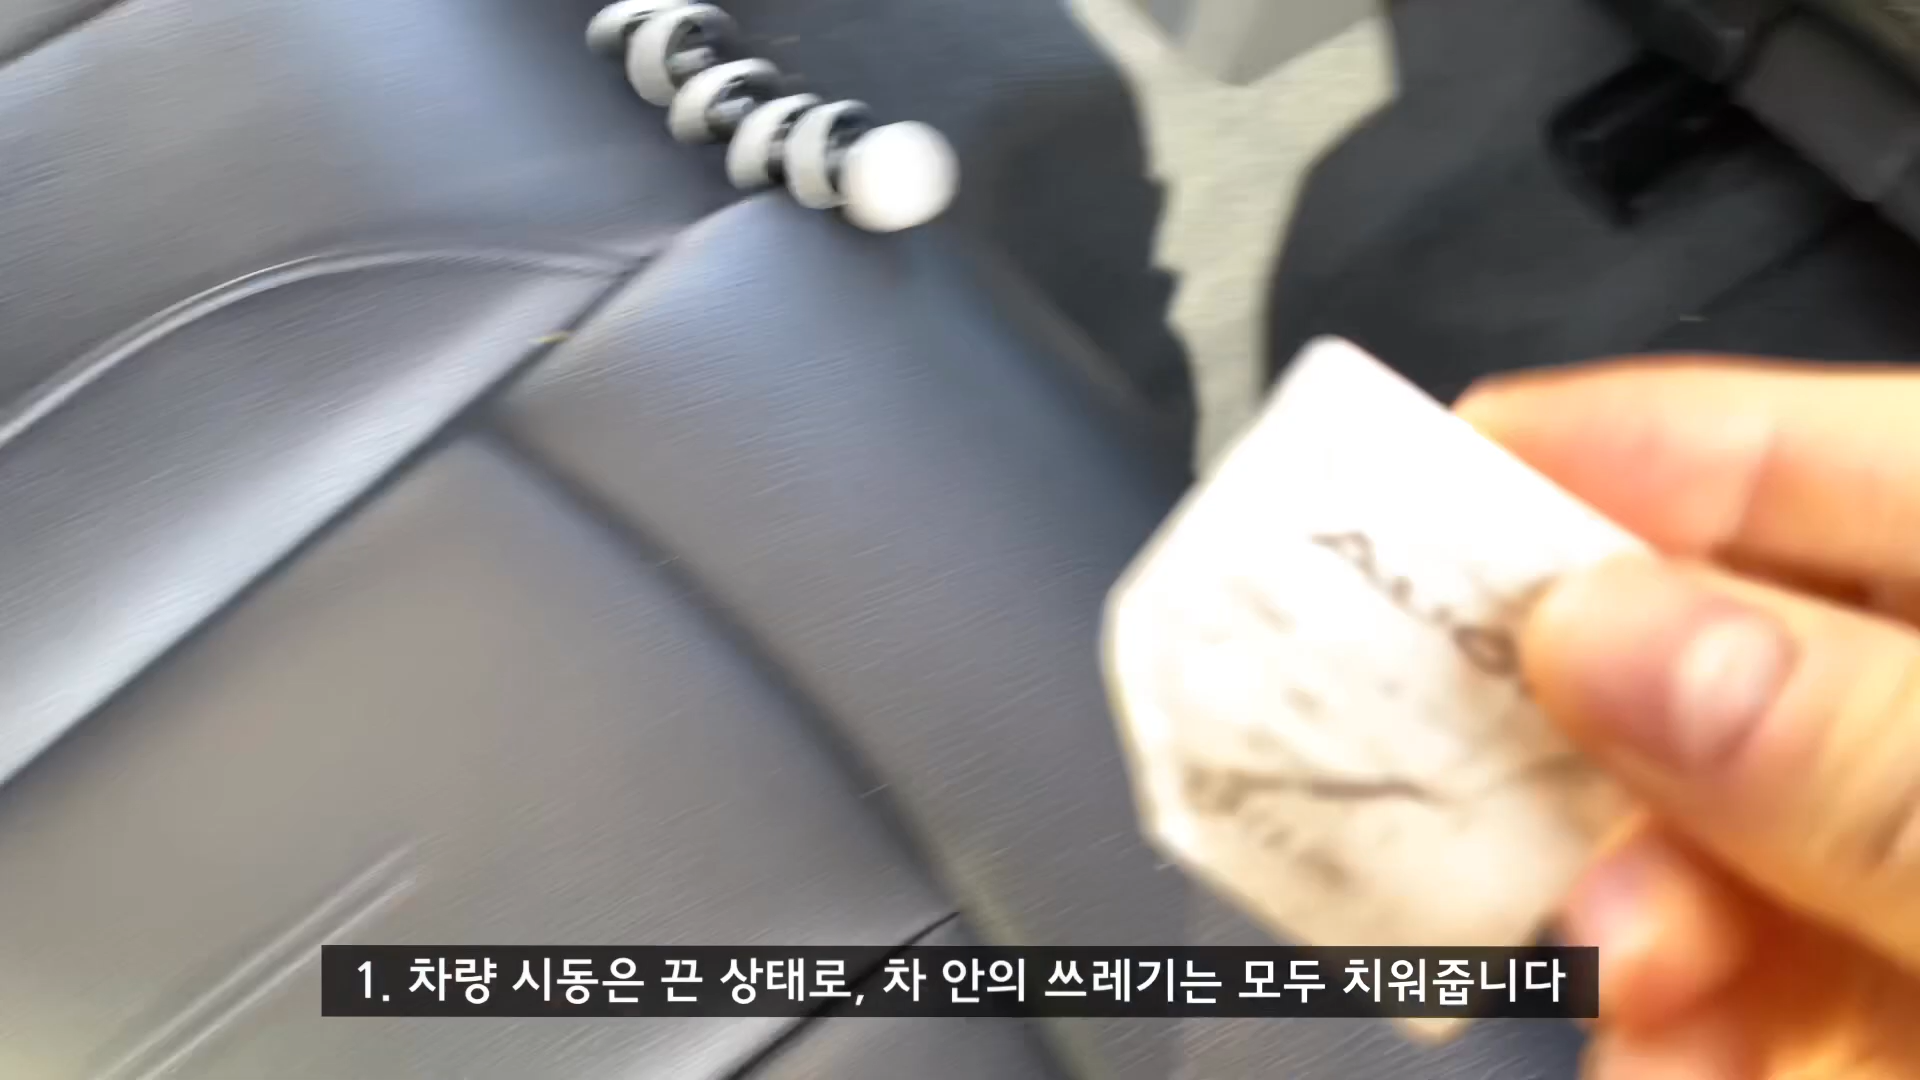 1. 차량 시동은 끈 상태로, 차 안의 쓰레기는 모두 치워줍니다